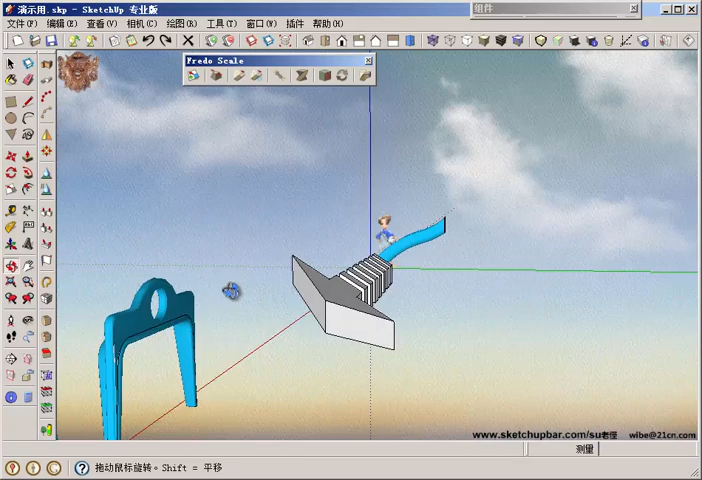 演示用.skp - SketchUp 专业版
组件
文件(F) 编辑(E) 查看(V) 相机(C) 绘图(R) 工具(T) 窗口(W) 插件 帮助(H)
Fredo Scale
www.sketchupbar.com/su老怪 wibe@21cn.com
测量
拖动鼠标旋转。Shift = 平移